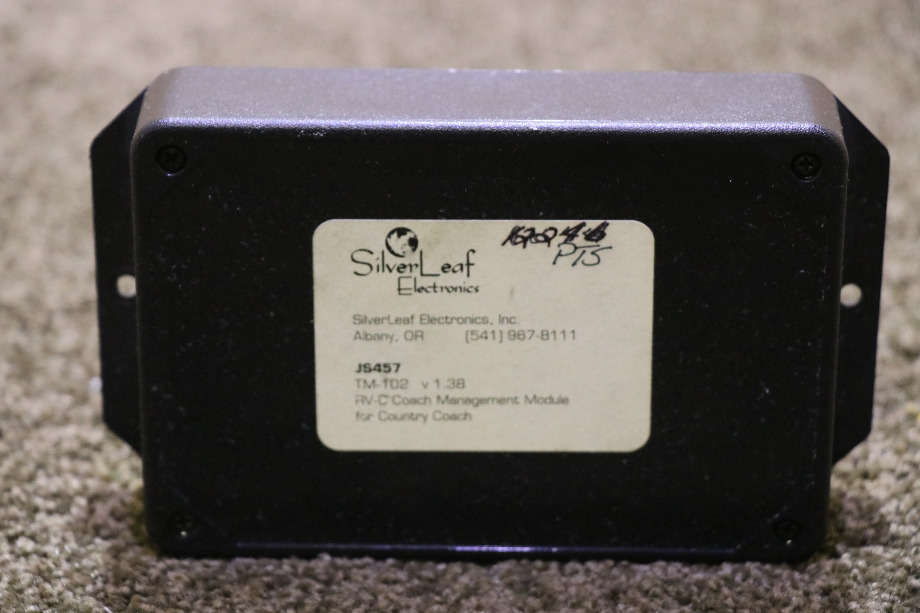 SilverLeaf
Electronics
PTS
SilverLeaf Electronics, Inc.
Albany, OR (541) 967-8111
JS457
TM-102 v 1.38
RV-C Coach Management Module
for Country Coach